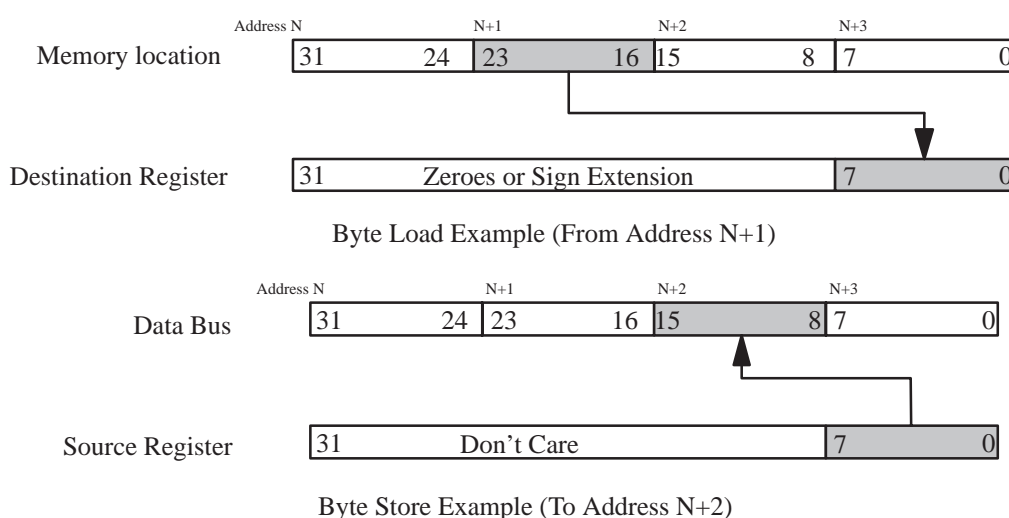 Address N N+1 N+2 N+3
Memory location 31 24 23 16 15 8 7 0
Destination Register 31 Zeroes or Sign Extension 7 0
Byte Load Example (From Address N+1)
Address N N+1 N+2 N+3
Data Bus 31 24 23 16 15 8 7 0
Source Register 31 Don't Care 7 0
Byte Store Example (To Address N+2)